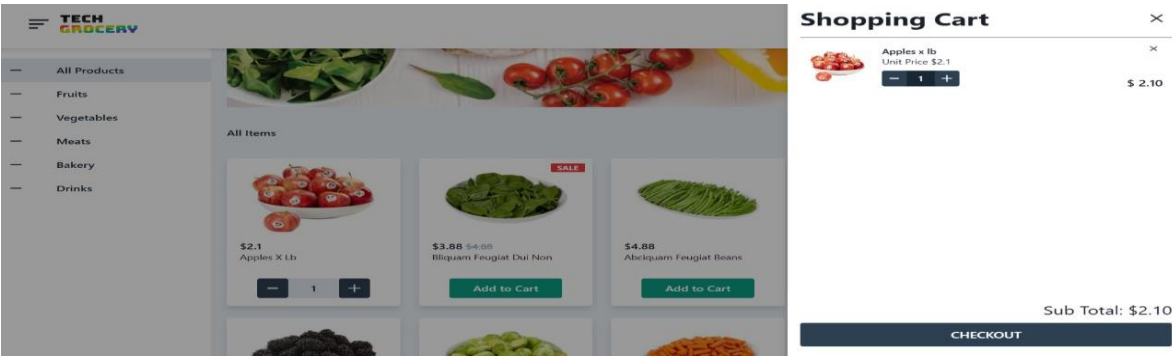 TECH
GROCERY
All Products
Fruits
Vegetables
Meats
Bakery
Drinks
All Items
$2.1
Apples X Lb
1
SALE
$3.88 $4.88
Bliquam Feugiat Dui Non
Add to Cart
$4.88
Abciquam Feugiat Beans
Add to Cart
Shopping Cart
Apples x lb
Unit Price $2.1
1
$ 2.10
Sub Total: $2.10
CHECKOUT